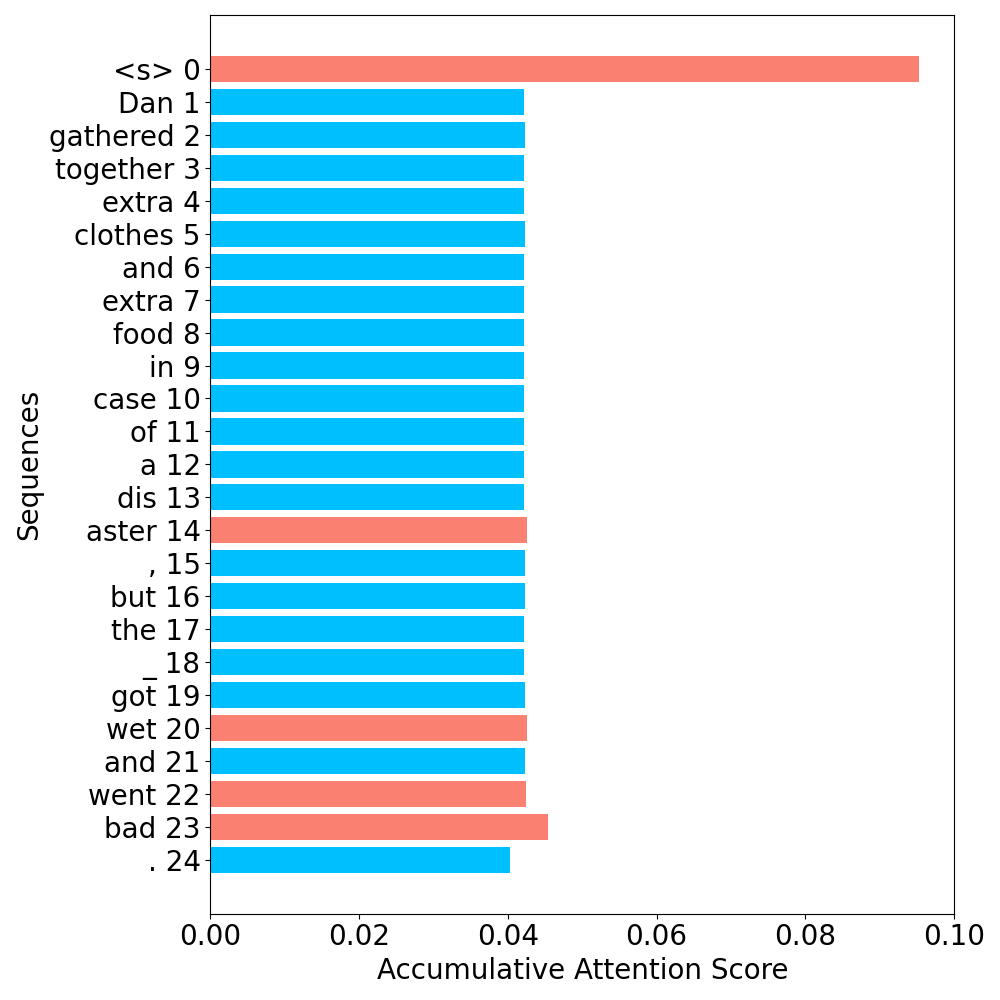 <s> 0
Dan 1
gathered 2
together 3
extra 4
clothes 5
and 6
extra 7
food 8
in 9
case 10
of 11
a 12
dis 13
aster 14
, 15
but 16
the 17
_ 18
got 19
wet 20
and 21
went 22
bad 23
. 24
Sequences
0.00 0.02 0.04 0.06 0.08 0.10
Accumulative Attention Score